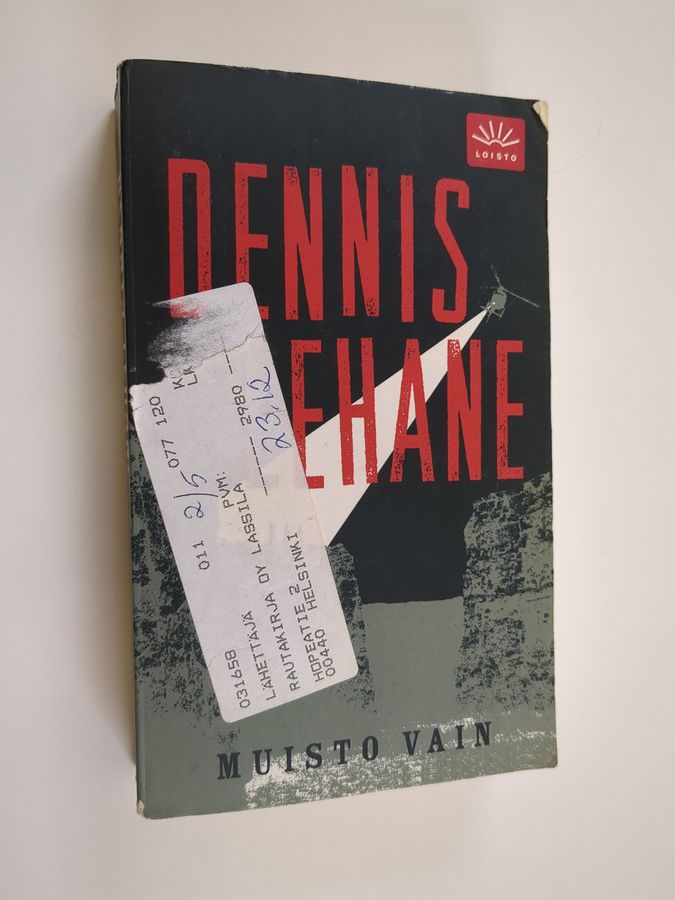 LOISTO
DENNIS
EHANE
011 2/5 077 120
PVM:
2980
23.12
031658
LÄHETTÄJÄ
RAUTAKIRJA OY LASSILA
HOPEATIE 2
00440 HELSINKI
MUISTO VAIN